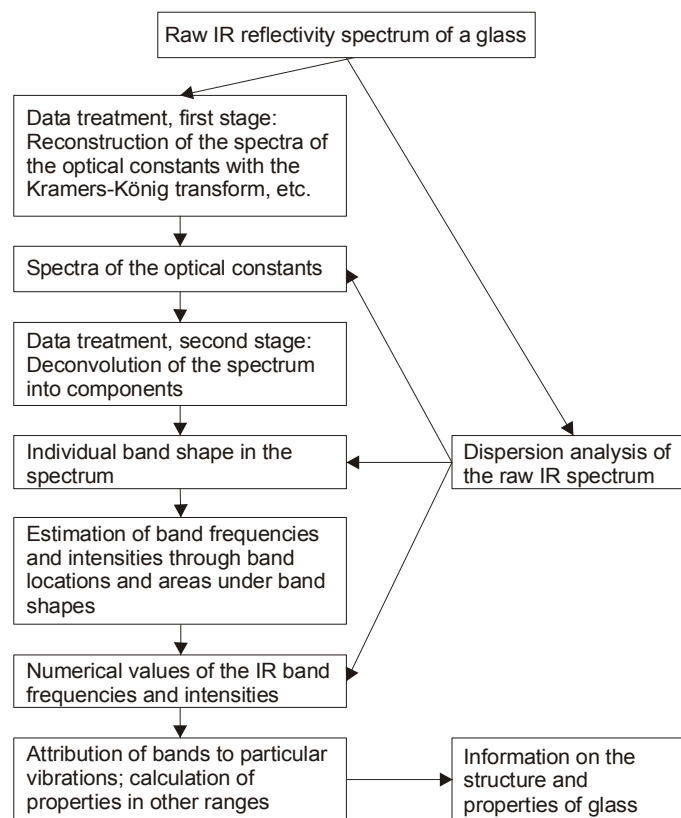 Raw IR reflectivity spectrum of a glass
Data treatment, first stage:
Reconstruction of the spectra of
the optical constants with the
Kramers-König transform, etc.
Spectra of the optical constants
Data treatment, second stage:
Deconvolution of the spectrum
into components
Individual band shape in the
spectrum
Dispersion analysis of
the raw IR spectrum
Estimation of band frequencies
and intensities through band
locations and areas under band
shapes
Numerical values of the IR band
frequencies and intensities
Attribution of bands to particular
vibrations; calculation of
properties in other ranges
Information on the
structure and
properties of glass